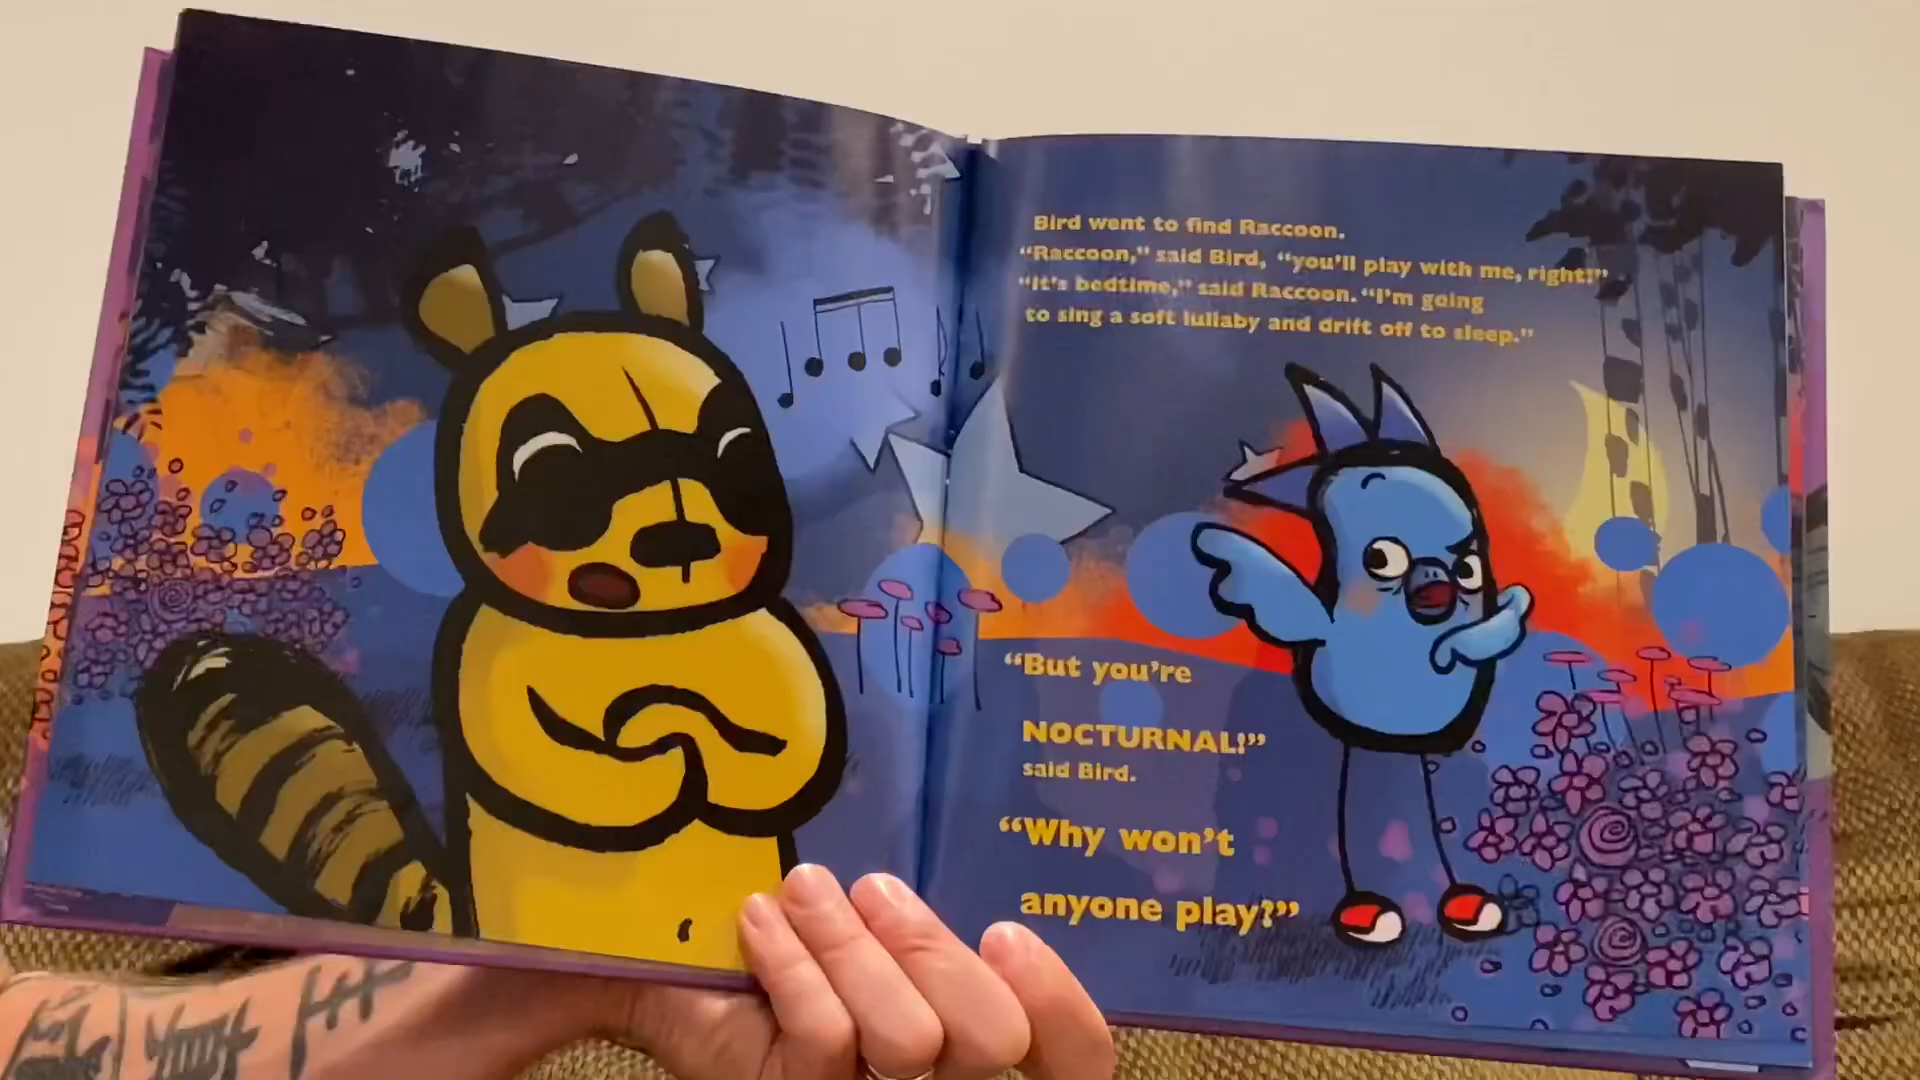 Bird went to find Raccoon.
“Raccoon,” said Bird, “you’ll play with me, right?”
“It’s bedtime,” said Raccoon. “I’m going
to sing a soft lullaby and drift off to sleep.”
“But you’re
NOCTURNAL!”
said Bird.
“Why won’t
anyone play?”